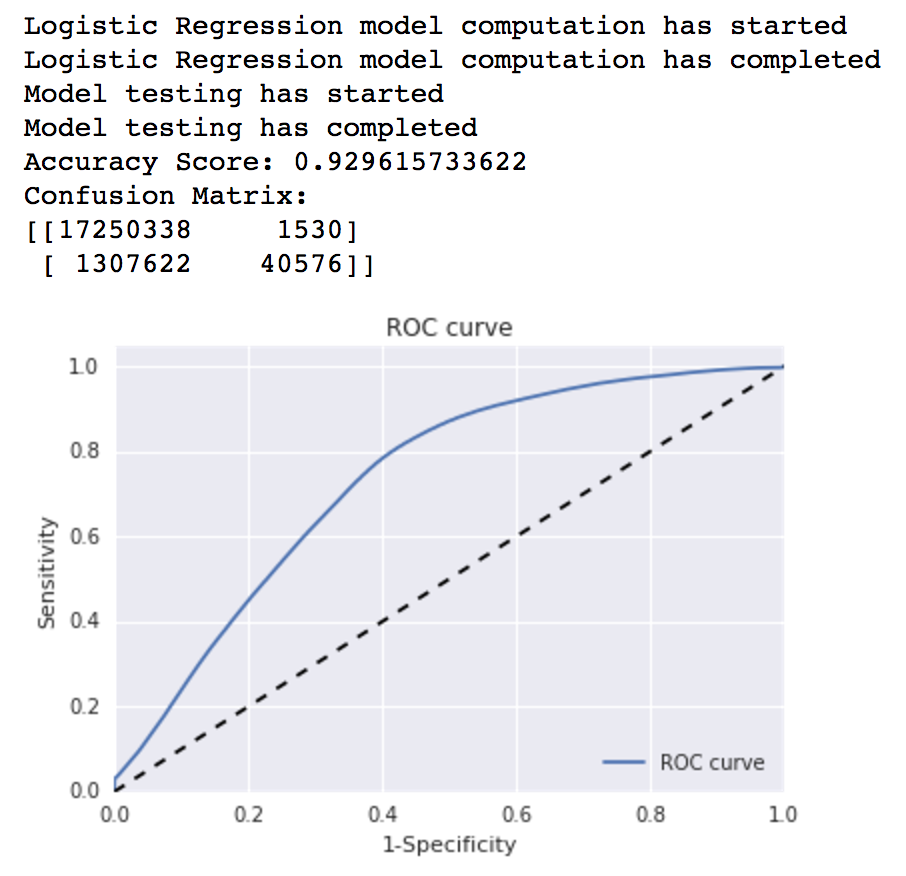 Logistic Regression model computation has started
Logistic Regression model computation has completed
Model testing has started
Model testing has completed
Accuracy Score: 0.929615733622
Confusion Matrix:
[[17250338 1530]
[ 1307622 40576]]
ROC curve
1.0
0.8
0.6
0.4
0.2
0.0
Sensitivity
ROC curve
0.0 0.2 0.4 0.6 0.8 1.0
1-Specificity